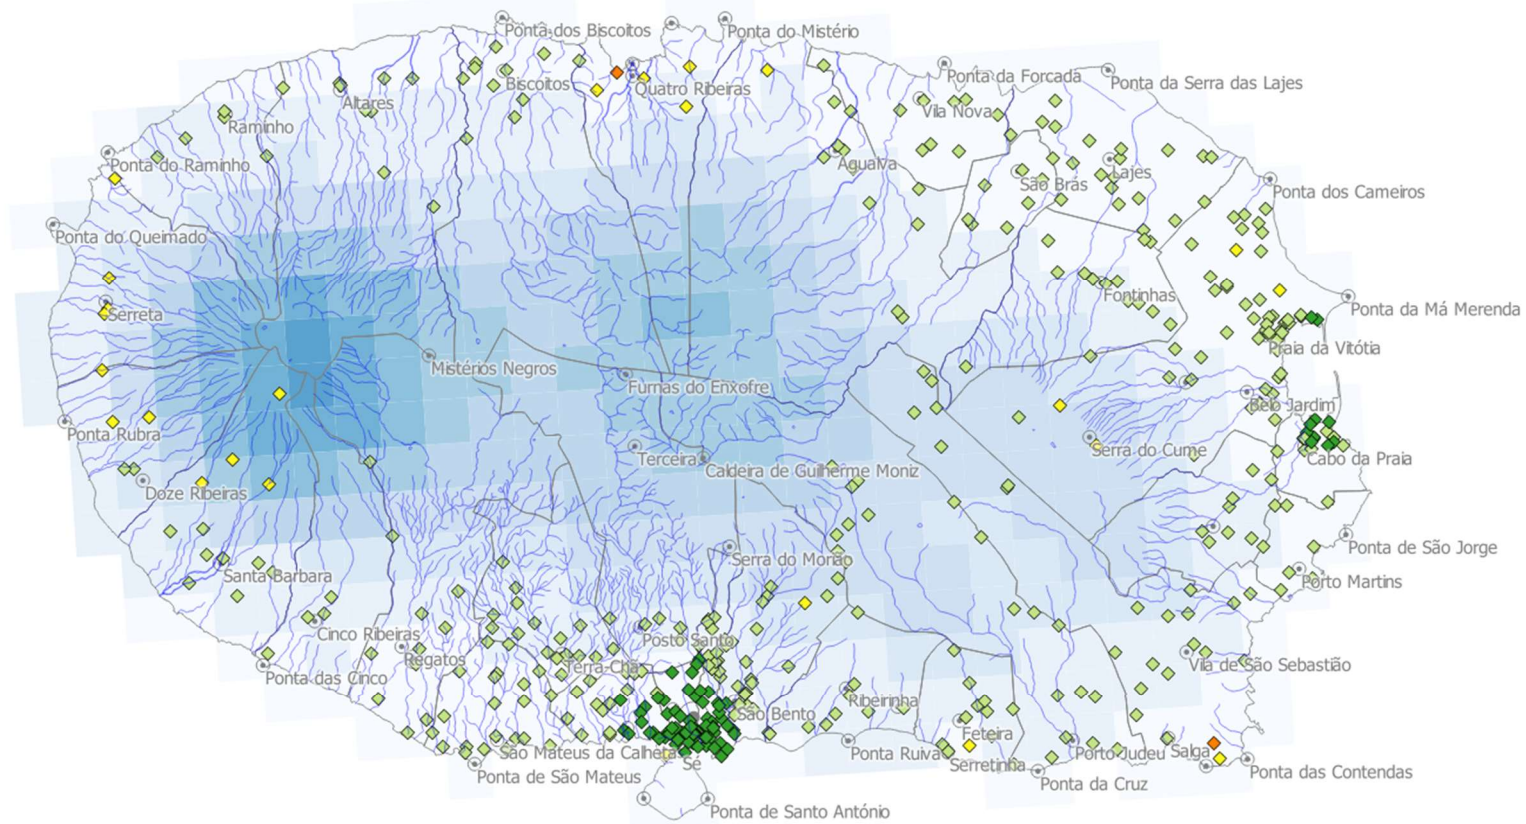 Ponta dos Biscoitos
Ponta do Mistério
Biscoitos
Quatro Ribeiras
Ponta da Forcada
Ponta da Serra das Lajes
Altares
Vila Nova
Raminho
Ponta do Raminho
Agualva
São Brás
Lajes
Ponta dos Cameiros
Ponta do Queimado
Fontinhas
Ponta da Má Merenda
Serreta
Praia da Vitótia
Mistérios Negros
Furnas do Enxofre
Belo Jardim
Ponta Rubra
Serra do Cume
Terceira
Caldeira de Guilherme Moniz
Cabo da Praia
Doze Ribeiras
Ponta de São Jorge
Serra do Morião
Santa Barbara
Porto Martins
Cinco Ribeiras
Posto Santo
Regatos
Terra-Chã
Vila de São Sebastião
Ponta das Cinco
Ribeirinha
São Bento
Feteira
São Mateus da Calheta
Ponta Ruiva
Porto Judeu
Salga
Sé
Serretinha
Ponta das Contendas
Ponta de São Mateus
Ponta da Cruz
Ponta de Santo António